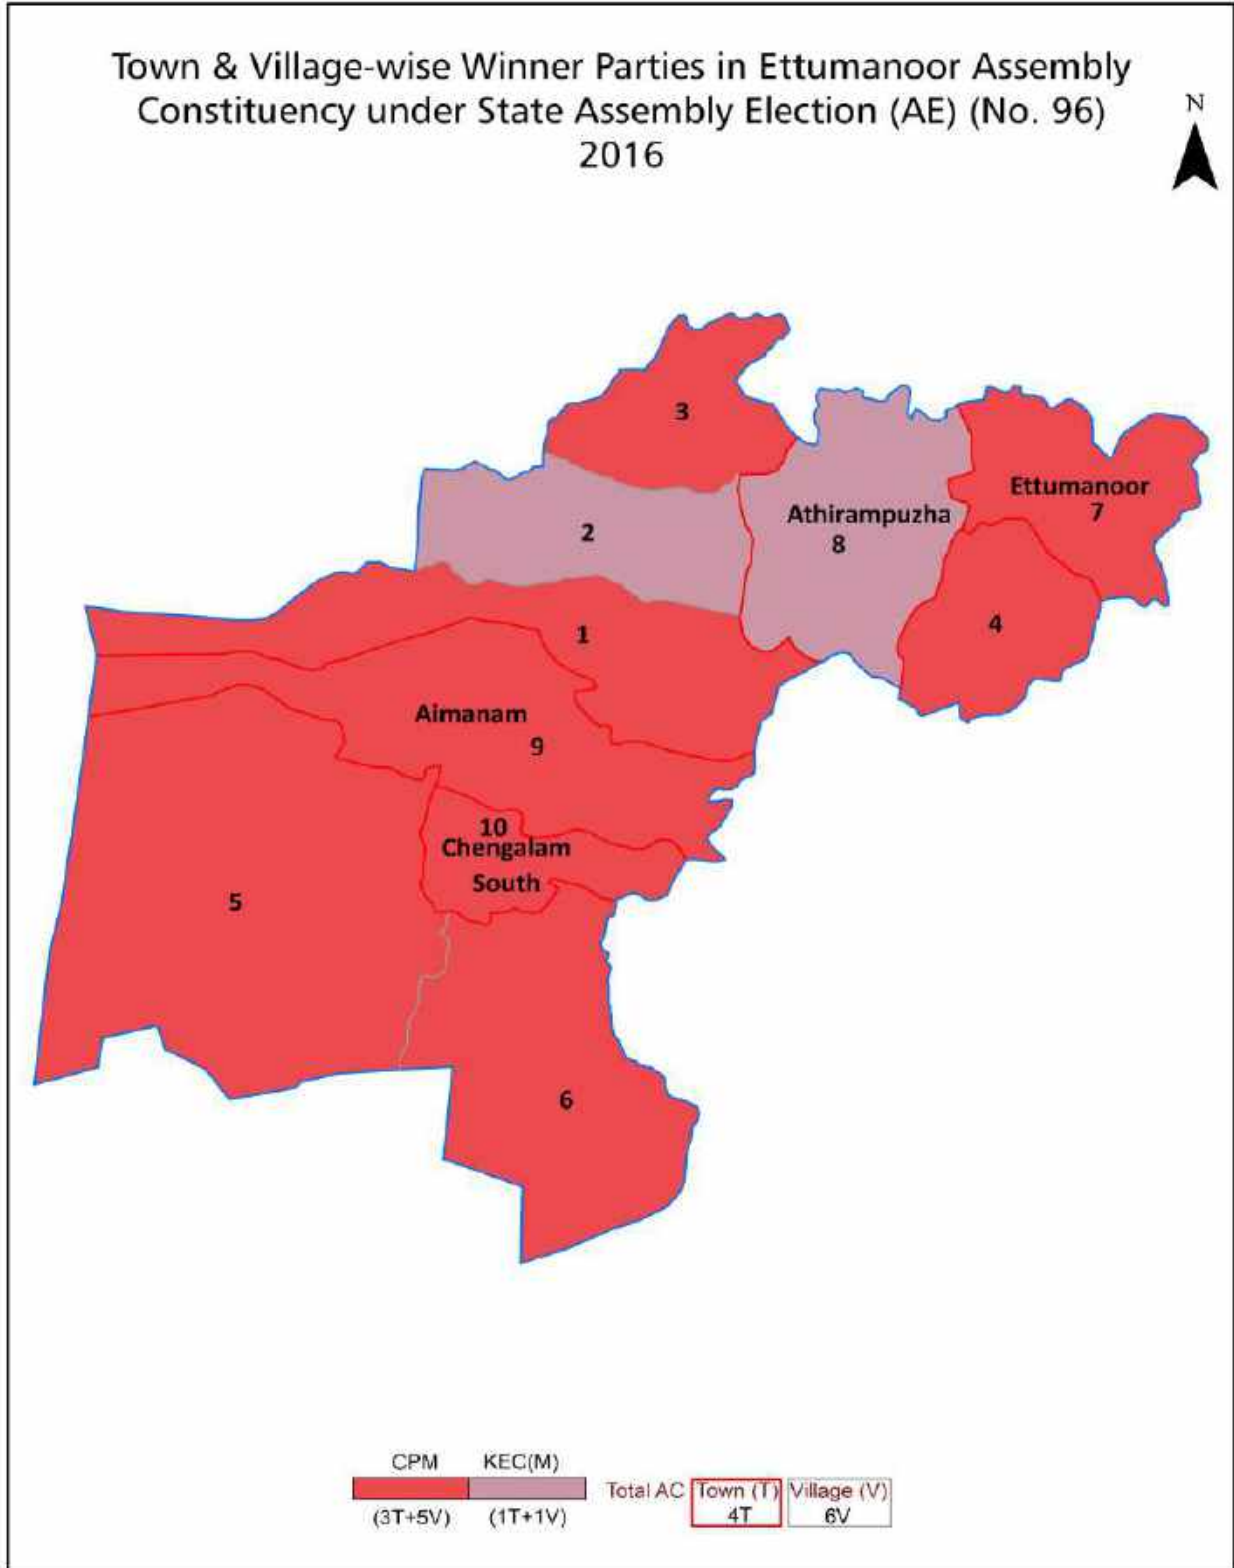 Town & Village-wise Winner Parties in Ettumanoor Assembly
Constituency under State Assembly Election (AE) (No. 96)
2016
N
3
Ettumanoor
7
Athirampuzha
8
2
4
1
Aimanam
9
10
Chengalam
South
5
6
CPM KEC(M)
(3T+5V) (1T+1V)
Total AC Town (T) Village (V)
4T 6V